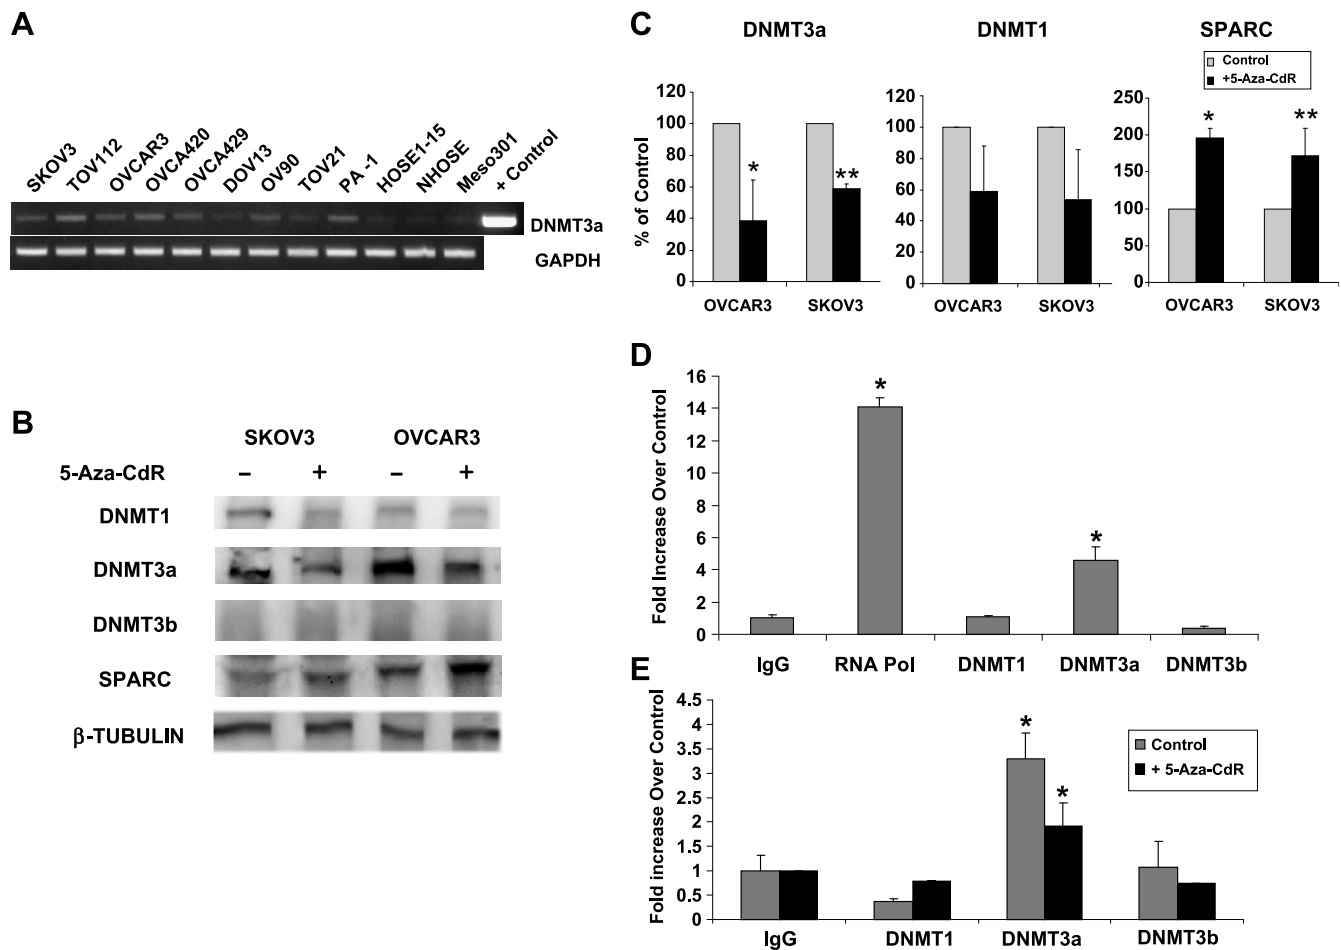 A
SKOV3
TOV112
OVCAR3
OVCA420
OVCA429
DOV13
OV90
TOV21
PA -1
HOSE1-15
NHOSE
Meso301
+ Control
DNMT3a
GAPDH
B
SKOV3 OVCAR3
5-Aza-CdR – + – +
DNMT1
DNMT3a
DNMT3b
SPARC
β-TUBULIN
C
DNMT3a DNMT1 SPARC
Control
+5-Aza-CdR
% of Control
120
100
80
60
40
20
0
* **
OVCAR3 SKOV3
120
100
80
60
40
20
0
OVCAR3 SKOV3
250
200
150
100
50
0
* **
OVCAR3 SKOV3
D
Fold Increase Over Control
16
14
12
10
8
6
4
2
0
* *
IgG RNA Pol DNMT1 DNMT3a DNMT3b
E
Fold increase Over Control
4.5
4
3.5
3
2.5
2
1.5
1
0.5
0
* *
Control
+ 5-Aza-CdR
IgG DNMT1 DNMT3a DNMT3b